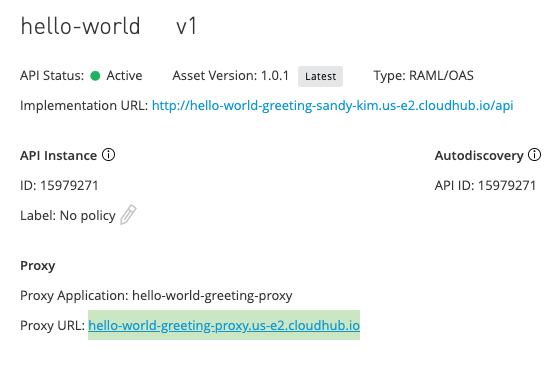 hello-world v1
API Status: Active Asset Version: 1.0.1 Latest Type: RAML/OAS
Implementation URL: http://hello-world-greeting-sandy-kim.us-e2.cloudhub.io/api
API Instance Autodiscovery
ID: 15979271 API ID: 15979271
Label: No policy
Proxy
Proxy Application: hello-world-greeting-proxy
Proxy URL: hello-world-greeting-proxy.us-e2.cloudhub.io